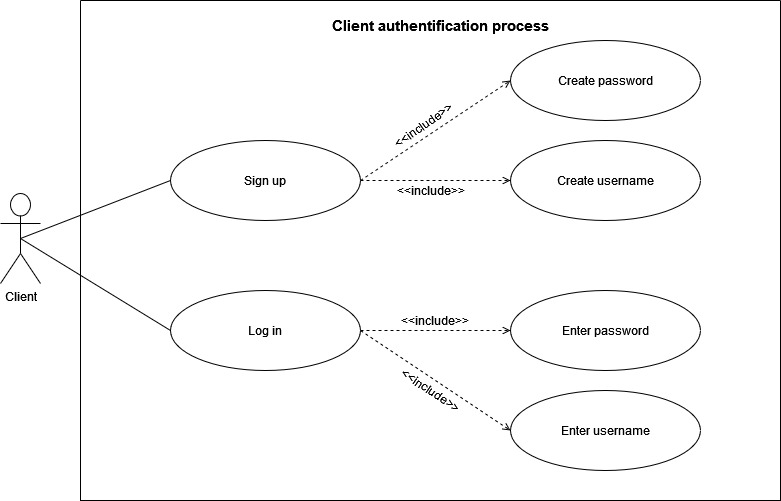 Client authentification process
Create password
<<include>>
Sign up
Create username
<<include>>
Client
Log in
<<include>>
Enter password
<<include>>
Enter username